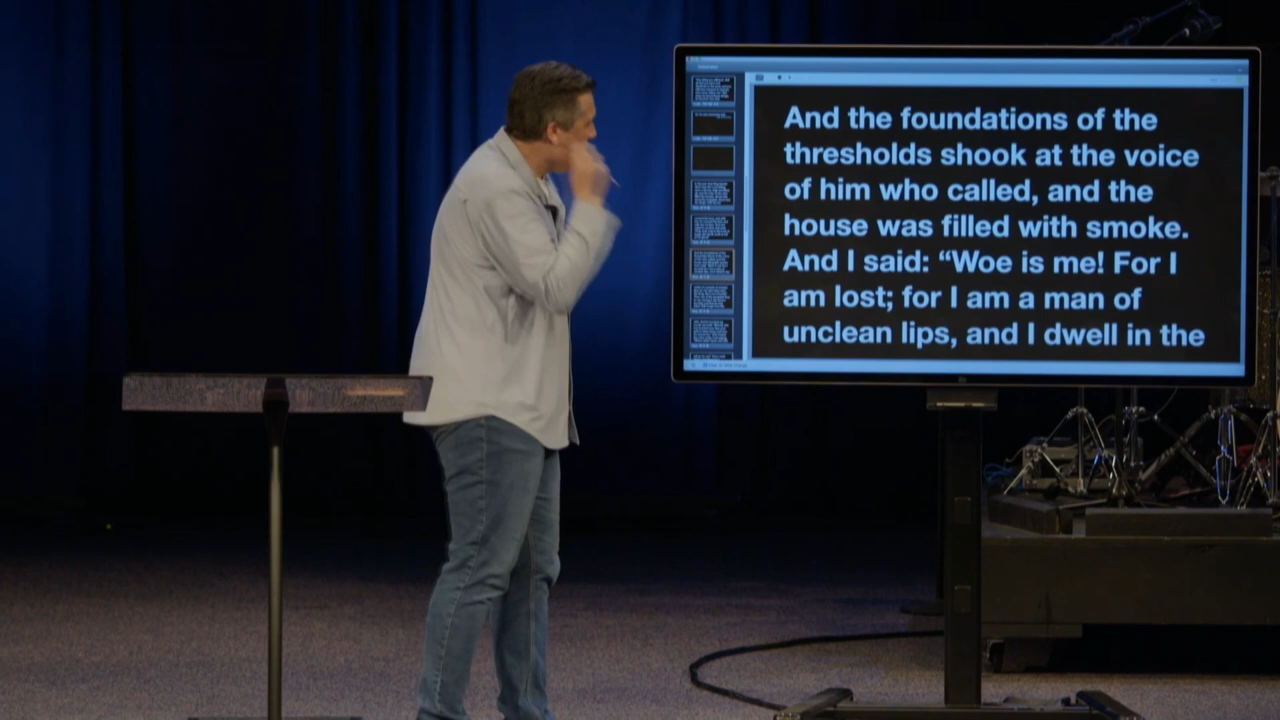 And the foundations of the
thresholds shook at the voice
of him who called, and the
house was filled with smoke.
And I said: “Woe is me! For I
am lost; for I am a man of
unclean lips, and I dwell in the